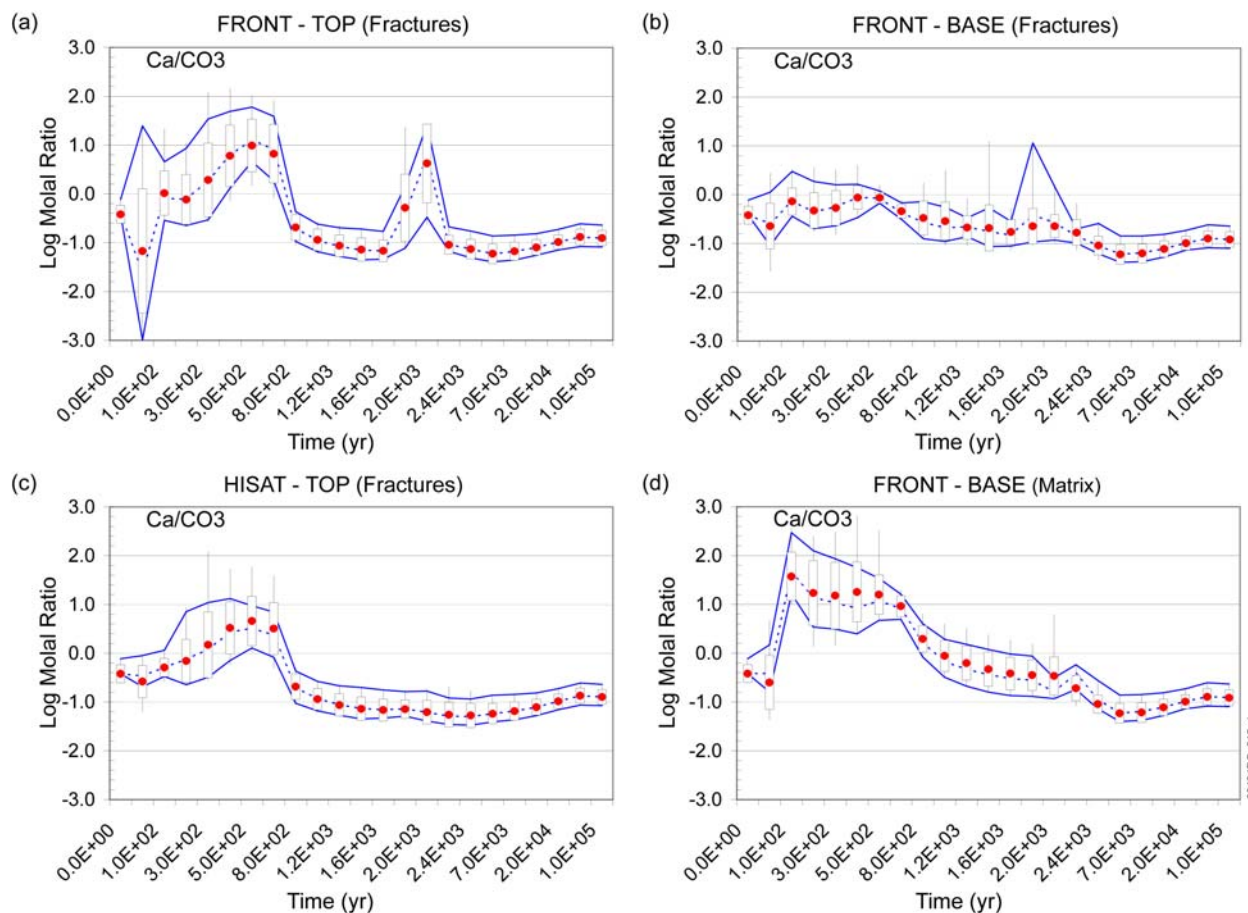 (a)
FRONT - TOP (Fractures)
Ca/CO3
Log Molal Ratio
3.0
2.0
1.0
0.0
-1.0
-2.0
-3.0
0.0E+00
1.0E+02
3.0E+02
5.0E+02
8.0E+02
1.2E+03
1.6E+03
2.0E+03
2.4E+03
7.0E+03
2.0E+04
1.0E+05
Time (yr)
(b)
FRONT - BASE (Fractures)
Ca/CO3
Log Molal Ratio
3.0
2.0
1.0
0.0
-1.0
-2.0
-3.0
0.0E+00
1.0E+02
3.0E+02
5.0E+02
8.0E+02
1.2E+03
1.6E+03
2.0E+03
2.4E+03
7.0E+03
2.0E+04
1.0E+05
Time (yr)
(c)
HISAT - TOP (Fractures)
Ca/CO3
Log Molal Ratio
3.0
2.0
1.0
0.0
-1.0
-2.0
-3.0
0.0E+00
1.0E+02
3.0E+02
5.0E+02
8.0E+02
1.2E+03
1.6E+03
2.0E+03
2.4E+03
7.0E+03
2.0E+04
1.0E+05
Time (yr)
(d)
FRONT - BASE (Matrix)
Ca/CO3
Log Molal Ratio
3.0
2.0
1.0
0.0
-1.0
-2.0
-3.0
0.0E+00
1.0E+02
3.0E+02
5.0E+02
8.0E+02
1.2E+03
1.6E+03
2.0E+03
2.4E+03
7.0E+03
2.0E+04
1.0E+05
Time (yr)